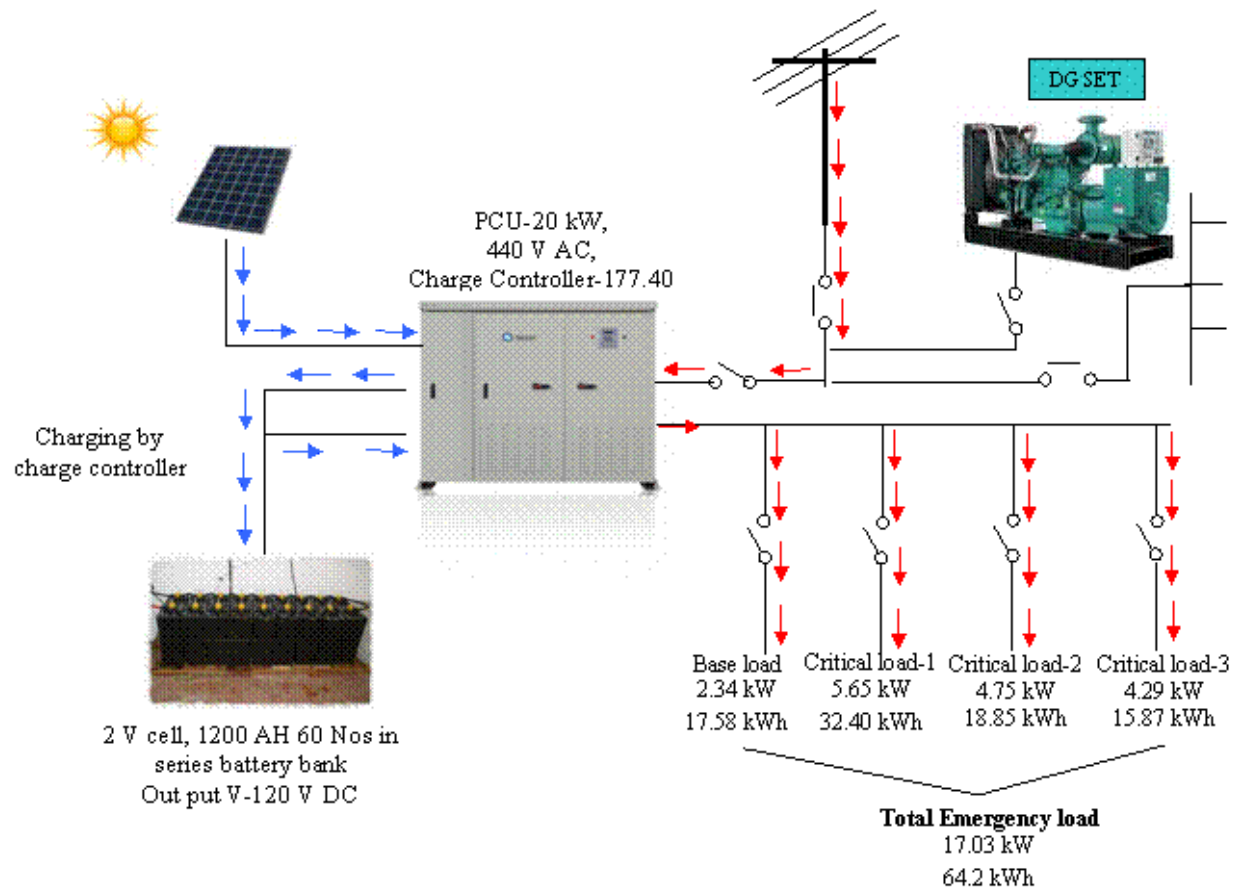 DG SET
PCU-20 kW,
440 V AC,
Charge Controller-177.40
Charging by
charge controller
2 V cell, 1200 AH 60 Nos in
series battery bank
Out put V-120 V DC
Base load
2.34 kW
17.58 kWh
Critical load-1
5.65 kW
32.40 kWh
Critical load-2
4.75 kW
18.85 kWh
Critical load-3
4.29 kW
15.87 kWh
Total Emergency load
17.03 kW
64.2 kWh